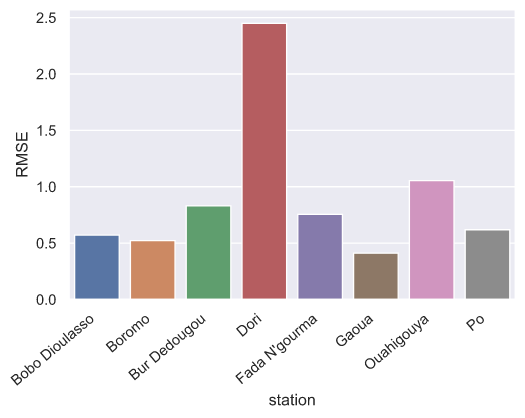 2.5
2.0
1.5
1.0
0.5
0.0
RMSE
Bobo Dioulasso
Boromo
Bur Dedougou
Dori
Fada N'gourma
Gaoua
Ouahigouya
Po
station